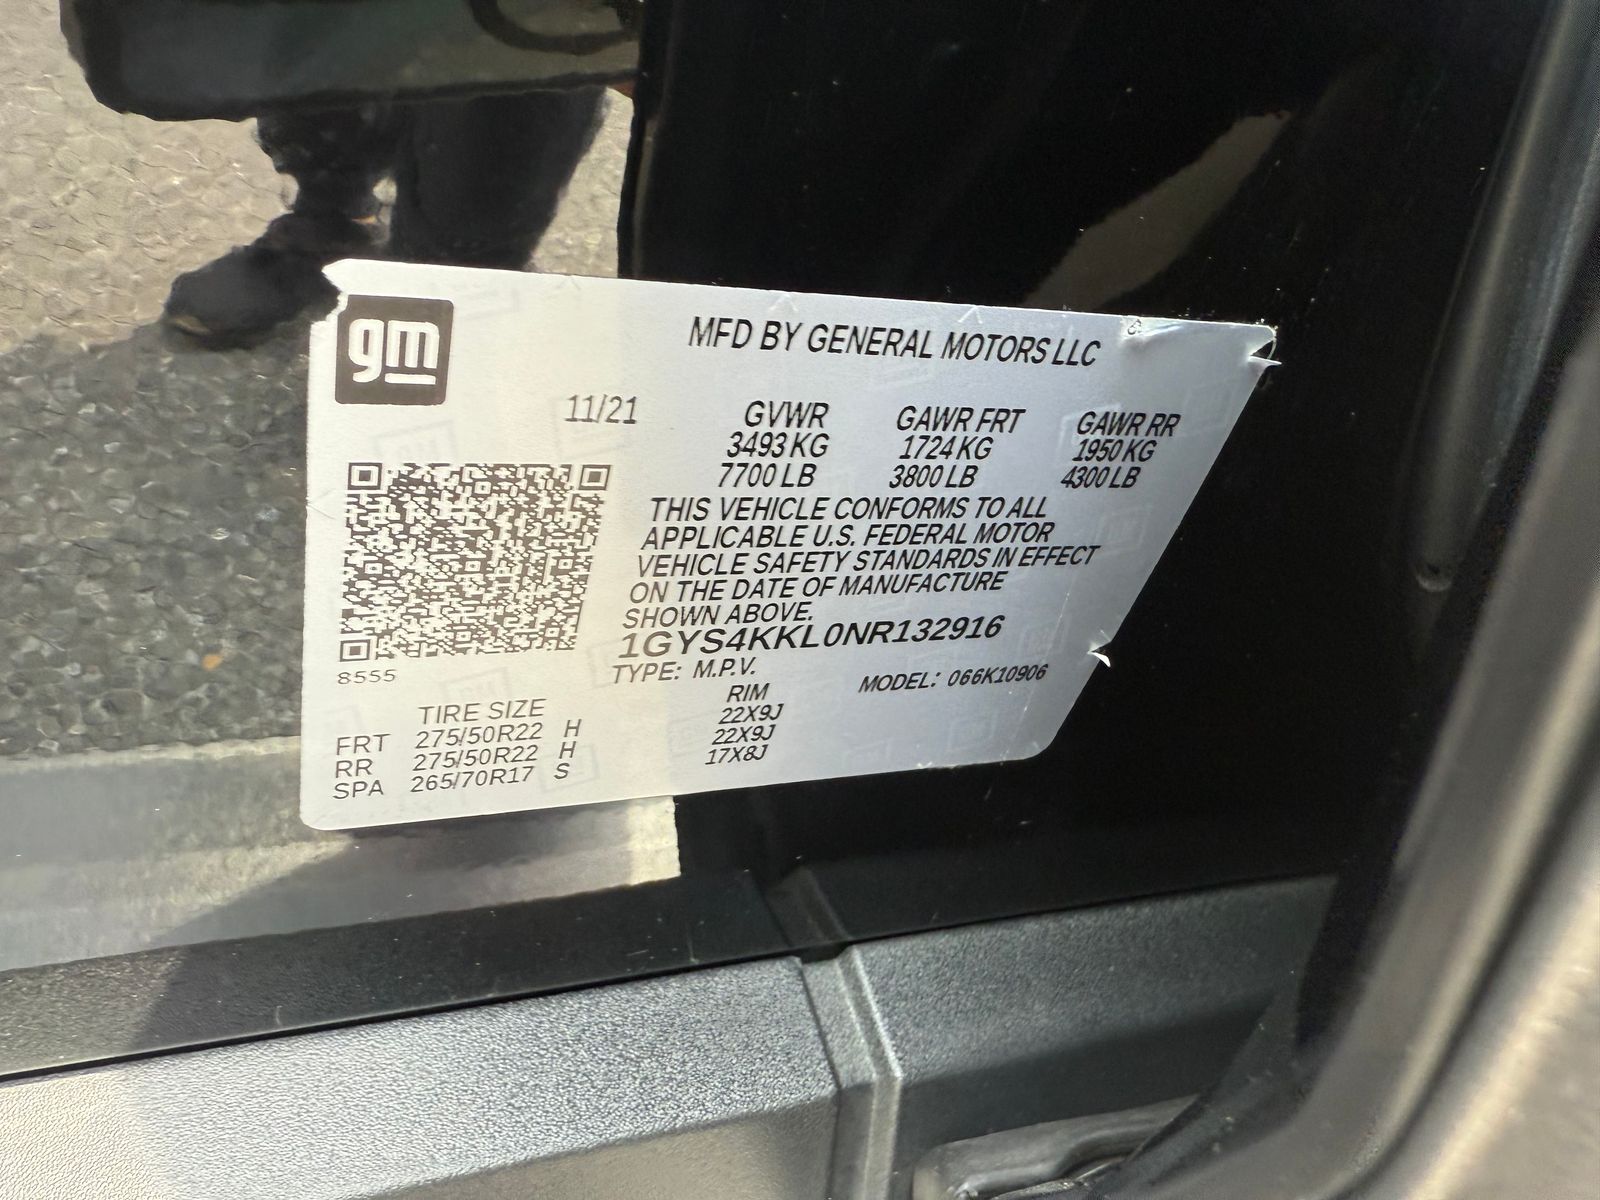 gm
MFD BY GENERAL MOTORS LLC
11/21
GVWR GAWR FRT GAWR RR
3493 KG 1724 KG 1950 KG
7700 LB 3800 LB 4300 LB
THIS VEHICLE CONFORMS TO ALL
APPLICABLE U.S. FEDERAL MOTOR
VEHICLE SAFETY STANDARDS IN EFFECT
ON THE DATE OF MANUFACTURE
SHOWN ABOVE.
1GYS4KKL0NR132916
8555
TYPE: M.P.V. MODEL: 066K10906
TIRE SIZE RIM
FRT 275/50R22 H 22X9J
RR 275/50R22 H 22X9J
SPA 265/70R17 S 17X8J